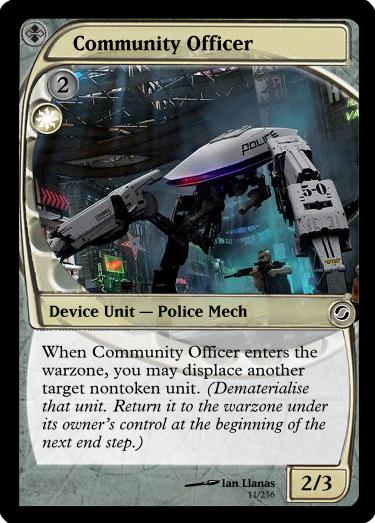 Community Officer
2
POLICE
5-0
Device Unit — Police Mech
When Community Officer enters the
warzone, you may displace another
target nontoken unit. (Dematerialise
that unit. Return it to the warzone under
its owner's control at the beginning of the
next end step.)
Ian Llanas
11/236
2/3